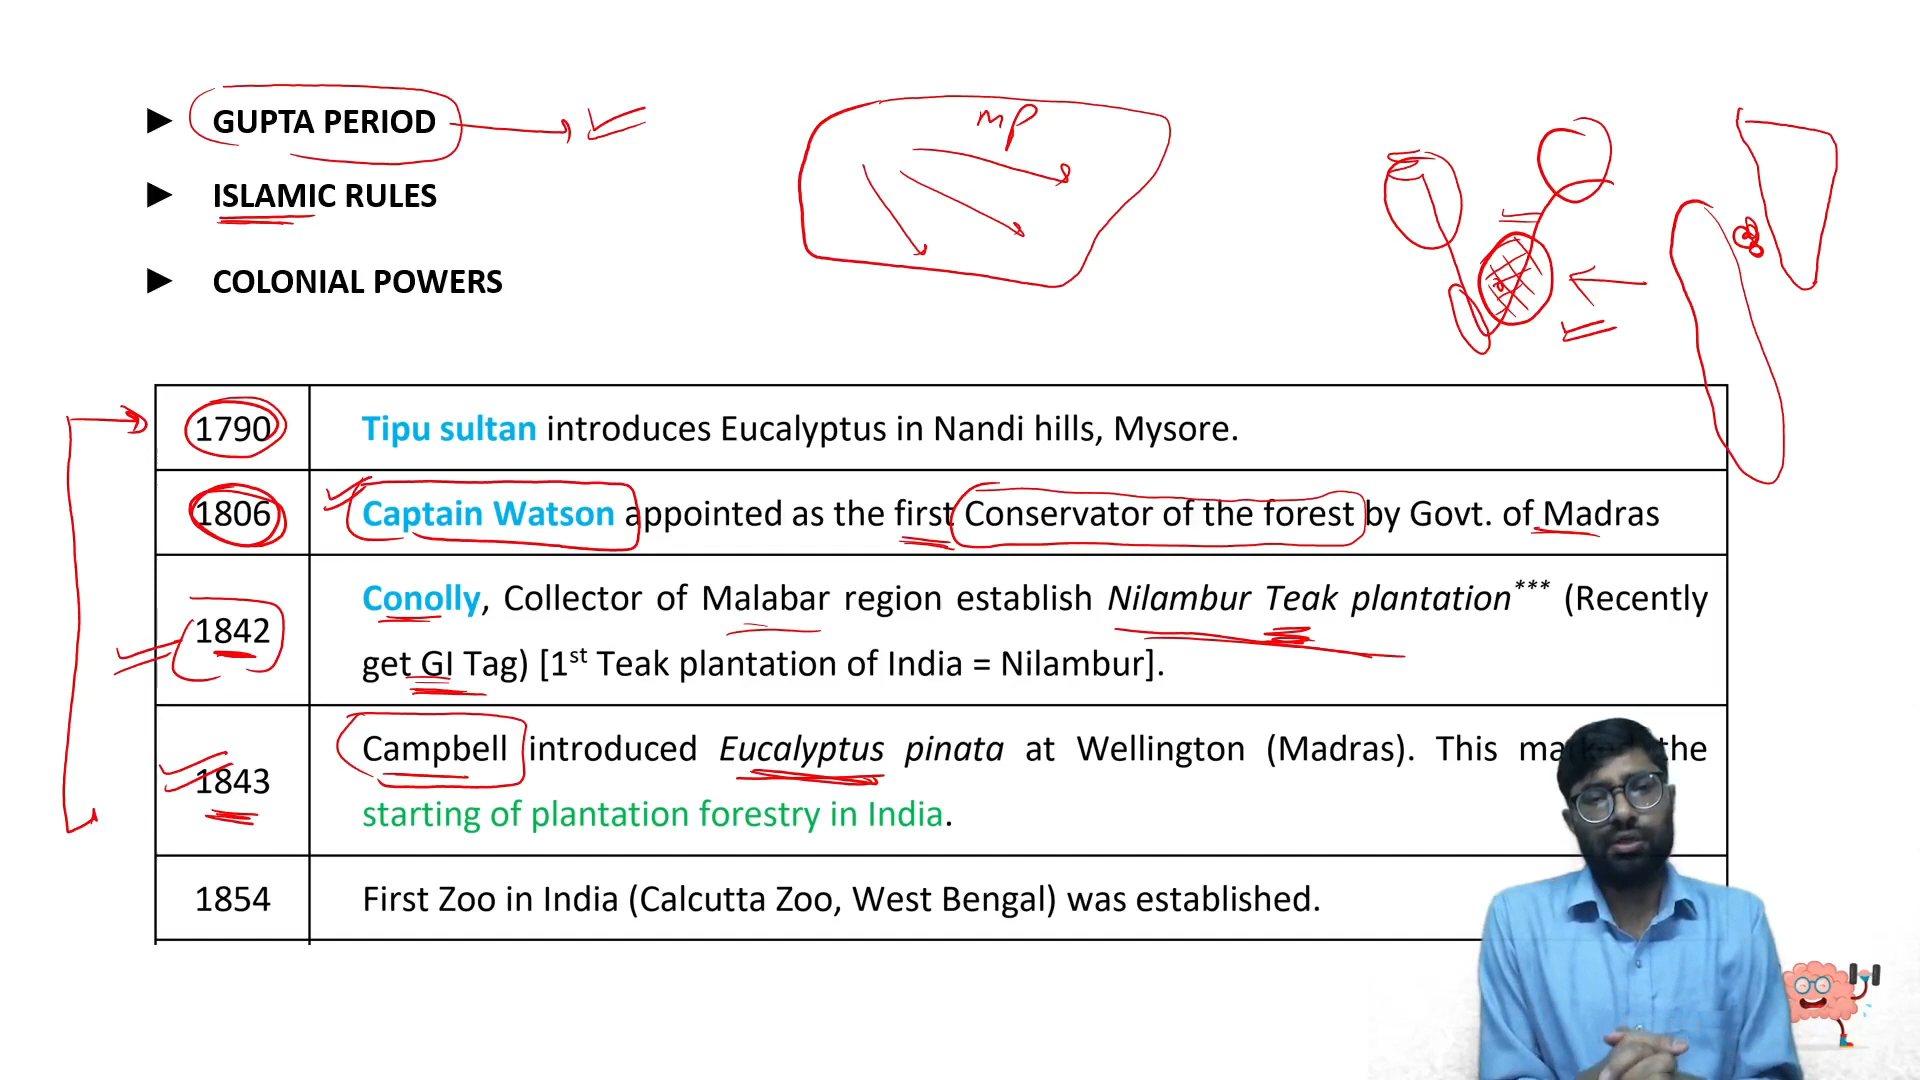 ► GUPTA PERIOD
mp
► ISLAMIC RULES
► COLONIAL POWERS
1790 Tipu sultan introduces Eucalyptus in Nandi hills, Mysore.
1806 Captain Watson appointed as the first Conservator of the forest by Govt. of Madras
1842 Conolly, Collector of Malabar region establish Nilambur Teak plantation*** (Recently
get GI Tag) [1st Teak plantation of India = Nilambur].
1843 Campbell introduced Eucalyptus pinata at Wellington (Madras). This the
starting of plantation forestry in India.
1854 First Zoo in India (Calcutta Zoo, West Bengal) was established.